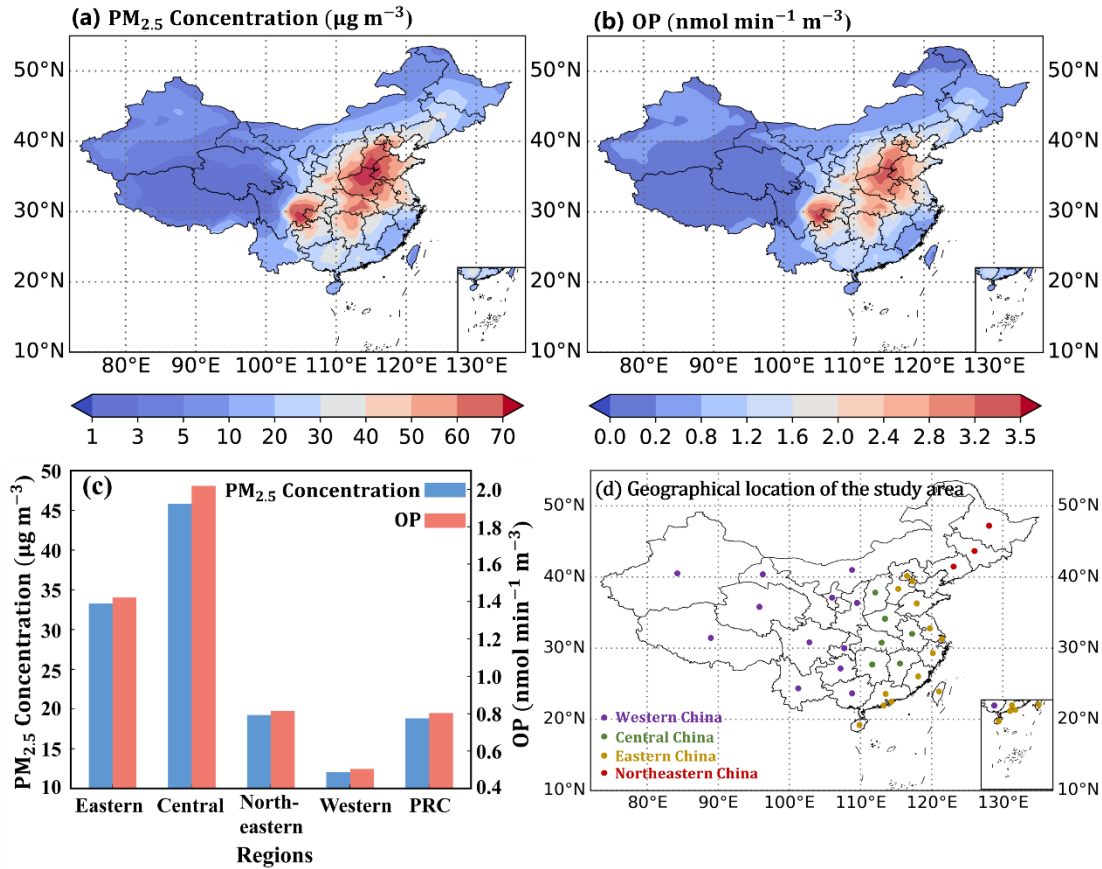 (a) PM₂.₅ Concentration (μg m⁻³)
(b) OP (nmol min⁻¹ m⁻³)
50°N
40°N
30°N
20°N
10°N
80°E 90°E 100°E 110°E 120°E 130°E
50°N
40°N
30°N
20°N
10°N
80°E 90°E 100°E 110°E 120°E 130°E
50°N
40°N
30°N
20°N
10°N
1 3 5 10 20 30 40 50 60 70
0.0 0.2 0.8 1.2 1.6 2.0 2.4 2.8 3.2 3.5
(c)
PM₂.₅ Concentration
OP
PM₂.₅ Concentration (μg m⁻³)
50
45
40
35
30
25
20
15
10
2.0
1.8
1.6
1.4
1.2
1.0
0.8
0.6
0.4
OP (nmol min⁻¹ m⁻³)
Eastern Central North- Western PRC
eastern
Regions
(d) Geographical location of the study area
50°N
40°N
30°N
20°N
10°N
Western China
Central China
Eastern China
Northeastern China
50°N
40°N
30°N
20°N
10°N
80°E 90°E 100°E 110°E 120°E 130°E